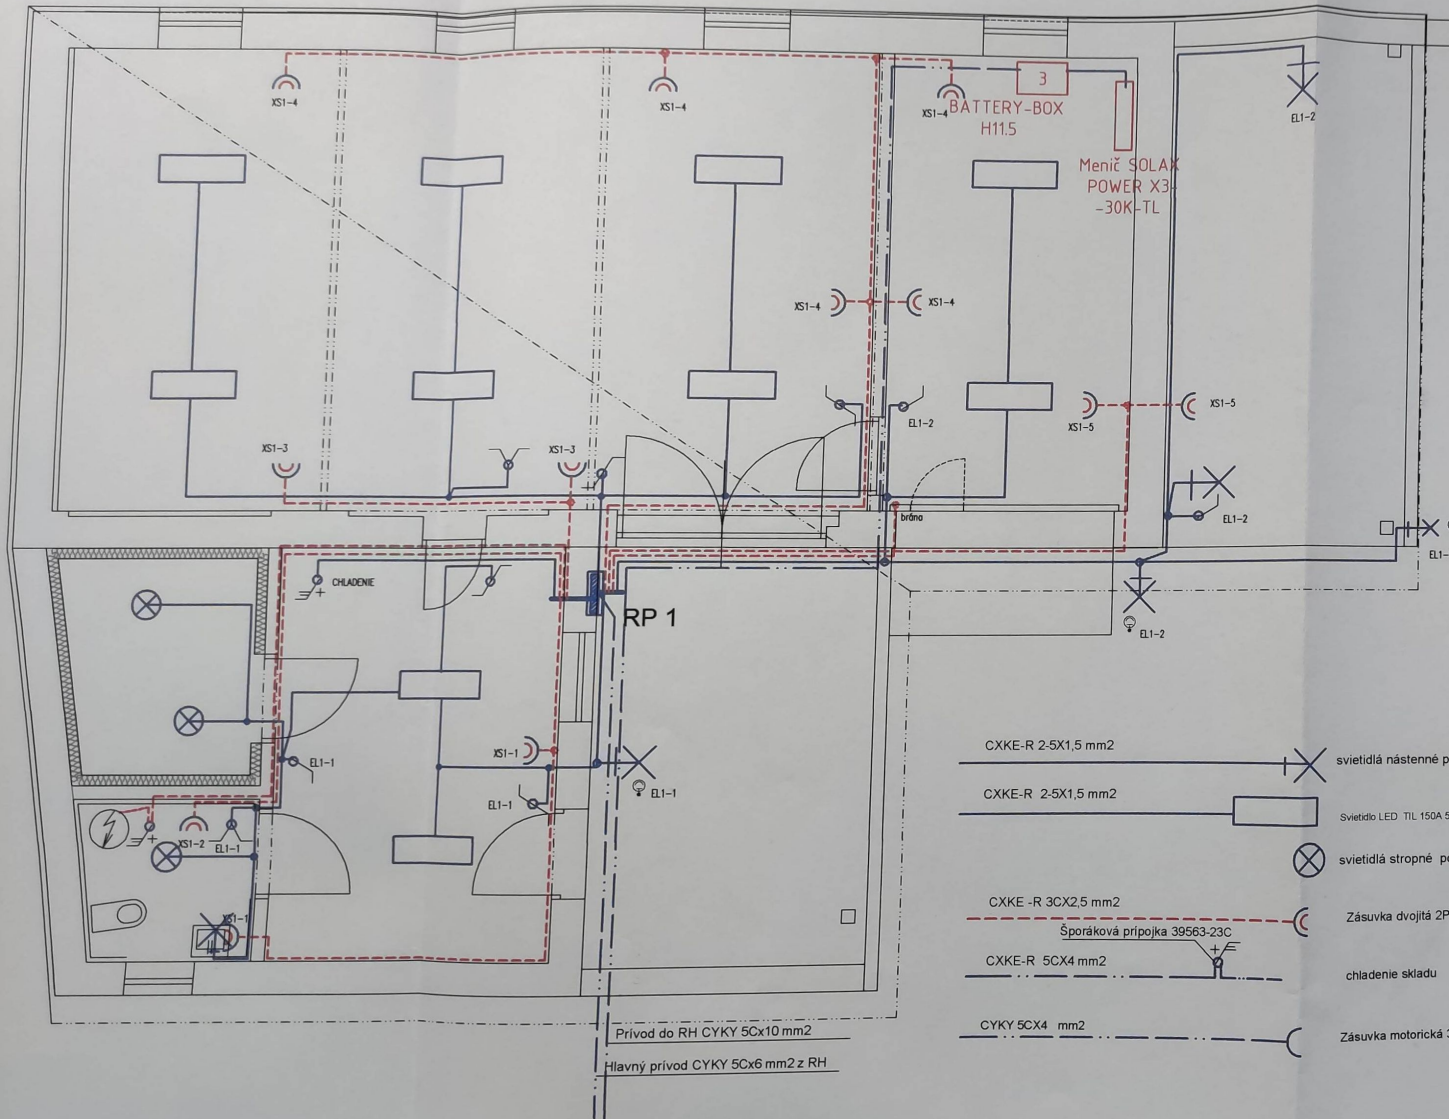 XS1-4
XS1-4
XS1-4
3
BATTERY-BOX
H11.5
EL1-2
Menič SOLAX
POWER X3-
-30K-TL
XS1-4
XS1-4
XS1-5
XS1-5
EL1-2
XS1-3
XS1-3
brána
EL1-2
EL1-
CHLADENIE
RP 1
EL1-2
XS1-1
EL1-1
EL1-1
EL1-1
XS1-2
EL1-1
XS1-1
CXKE-R 2-5X1,5 mm2
svietidlá nástenné p
CXKE-R 2-5X1,5 mm2
Svietidlo LED TIL 150A 5
svietidlá stropné po
CXKE -R 3CX2,5 mm2
Zásuvka dvojitá 2P
Šporáková prípojka 39563-23C
CXKE-R 5CX4 mm2
chladenie skladu
CYKY 5CX4 mm2
Zásuvka motorická 3
Prívod do RH CYKY 5Cx10 mm2
Hlavný prívod CYKY 5Cx6 mm2 z RH